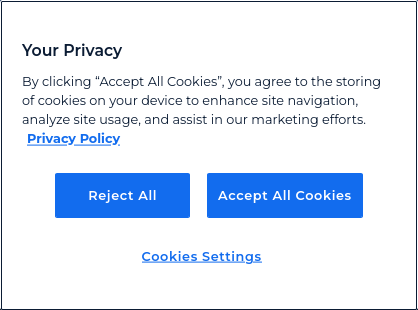 Your Privacy
By clicking “Accept All Cookies”, you agree to the storing
of cookies on your device to enhance site navigation,
analyze site usage, and assist in our marketing efforts.
Privacy Policy
Reject All
Accept All Cookies
Cookies Settings